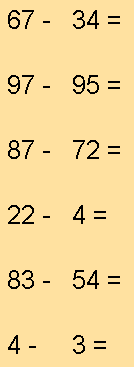 67 - 34 =
97 - 95 =
87 - 72 =
22 - 4 =
83 - 54 =
4 - 3 =